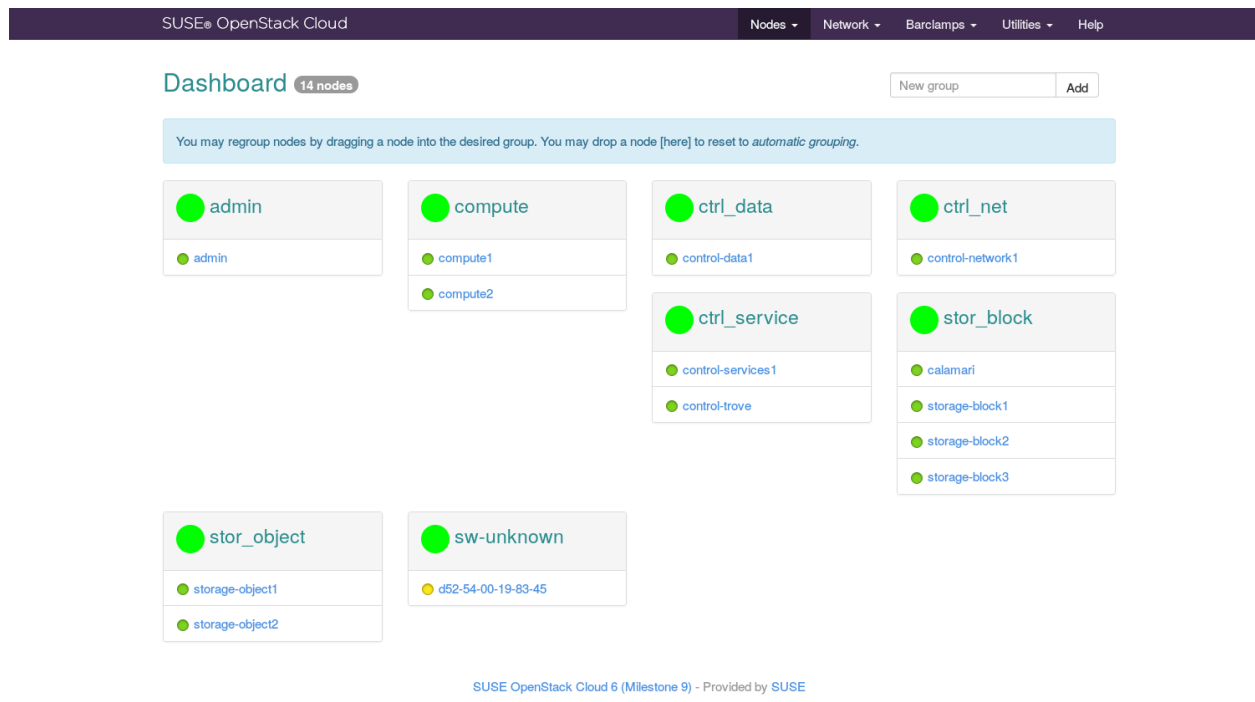 SUSE® OpenStack Cloud
Nodes
Network
Barclamps
Utilities
Help
Dashboard 14 nodes
New group
Add
You may regroup nodes by dragging a node into the desired group. You may drop a node [here] to reset to automatic grouping.
admin
admin
compute
compute1
compute2
ctrl_data
control-data1
ctrl_net
control-network1
ctrl_service
control-services1
control-trove
stor_block
calamari
storage-block1
storage-block2
storage-block3
stor_object
storage-object1
storage-object2
sw-unknown
d52-54-00-19-83-45
SUSE OpenStack Cloud 6 (Milestone 9) - Provided by SUSE